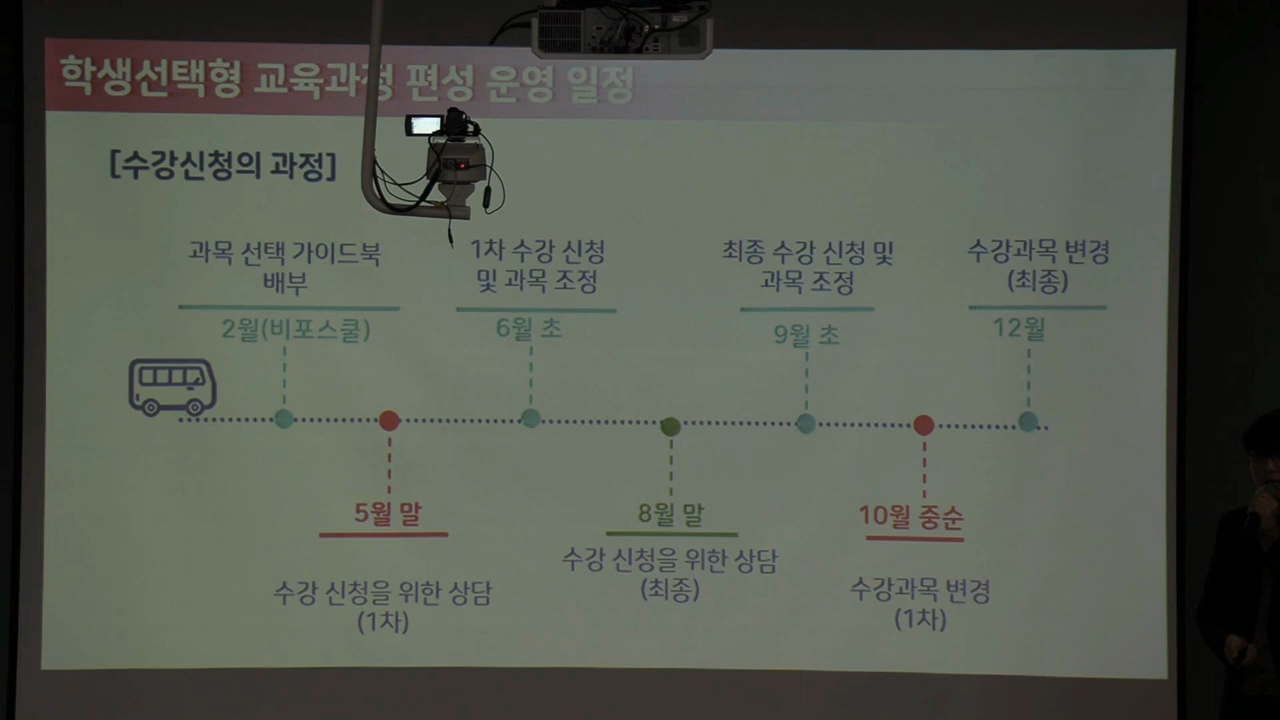 학생선택형 교육과정 편성 운영 일정
[수강신청의 과정]
과목 선택 가이드북
배부
2월(비포스쿨)
5월 말
수강 신청을 위한 상담
(1차)
1차 수강 신청
및 과목 조정
6월 초
8월 말
수강 신청을 위한 상담
(최종)
최종 수강 신청 및
과목 조정
9월 초
10월 중순
수강과목 변경
(1차)
수강과목 변경
(최종)
12월